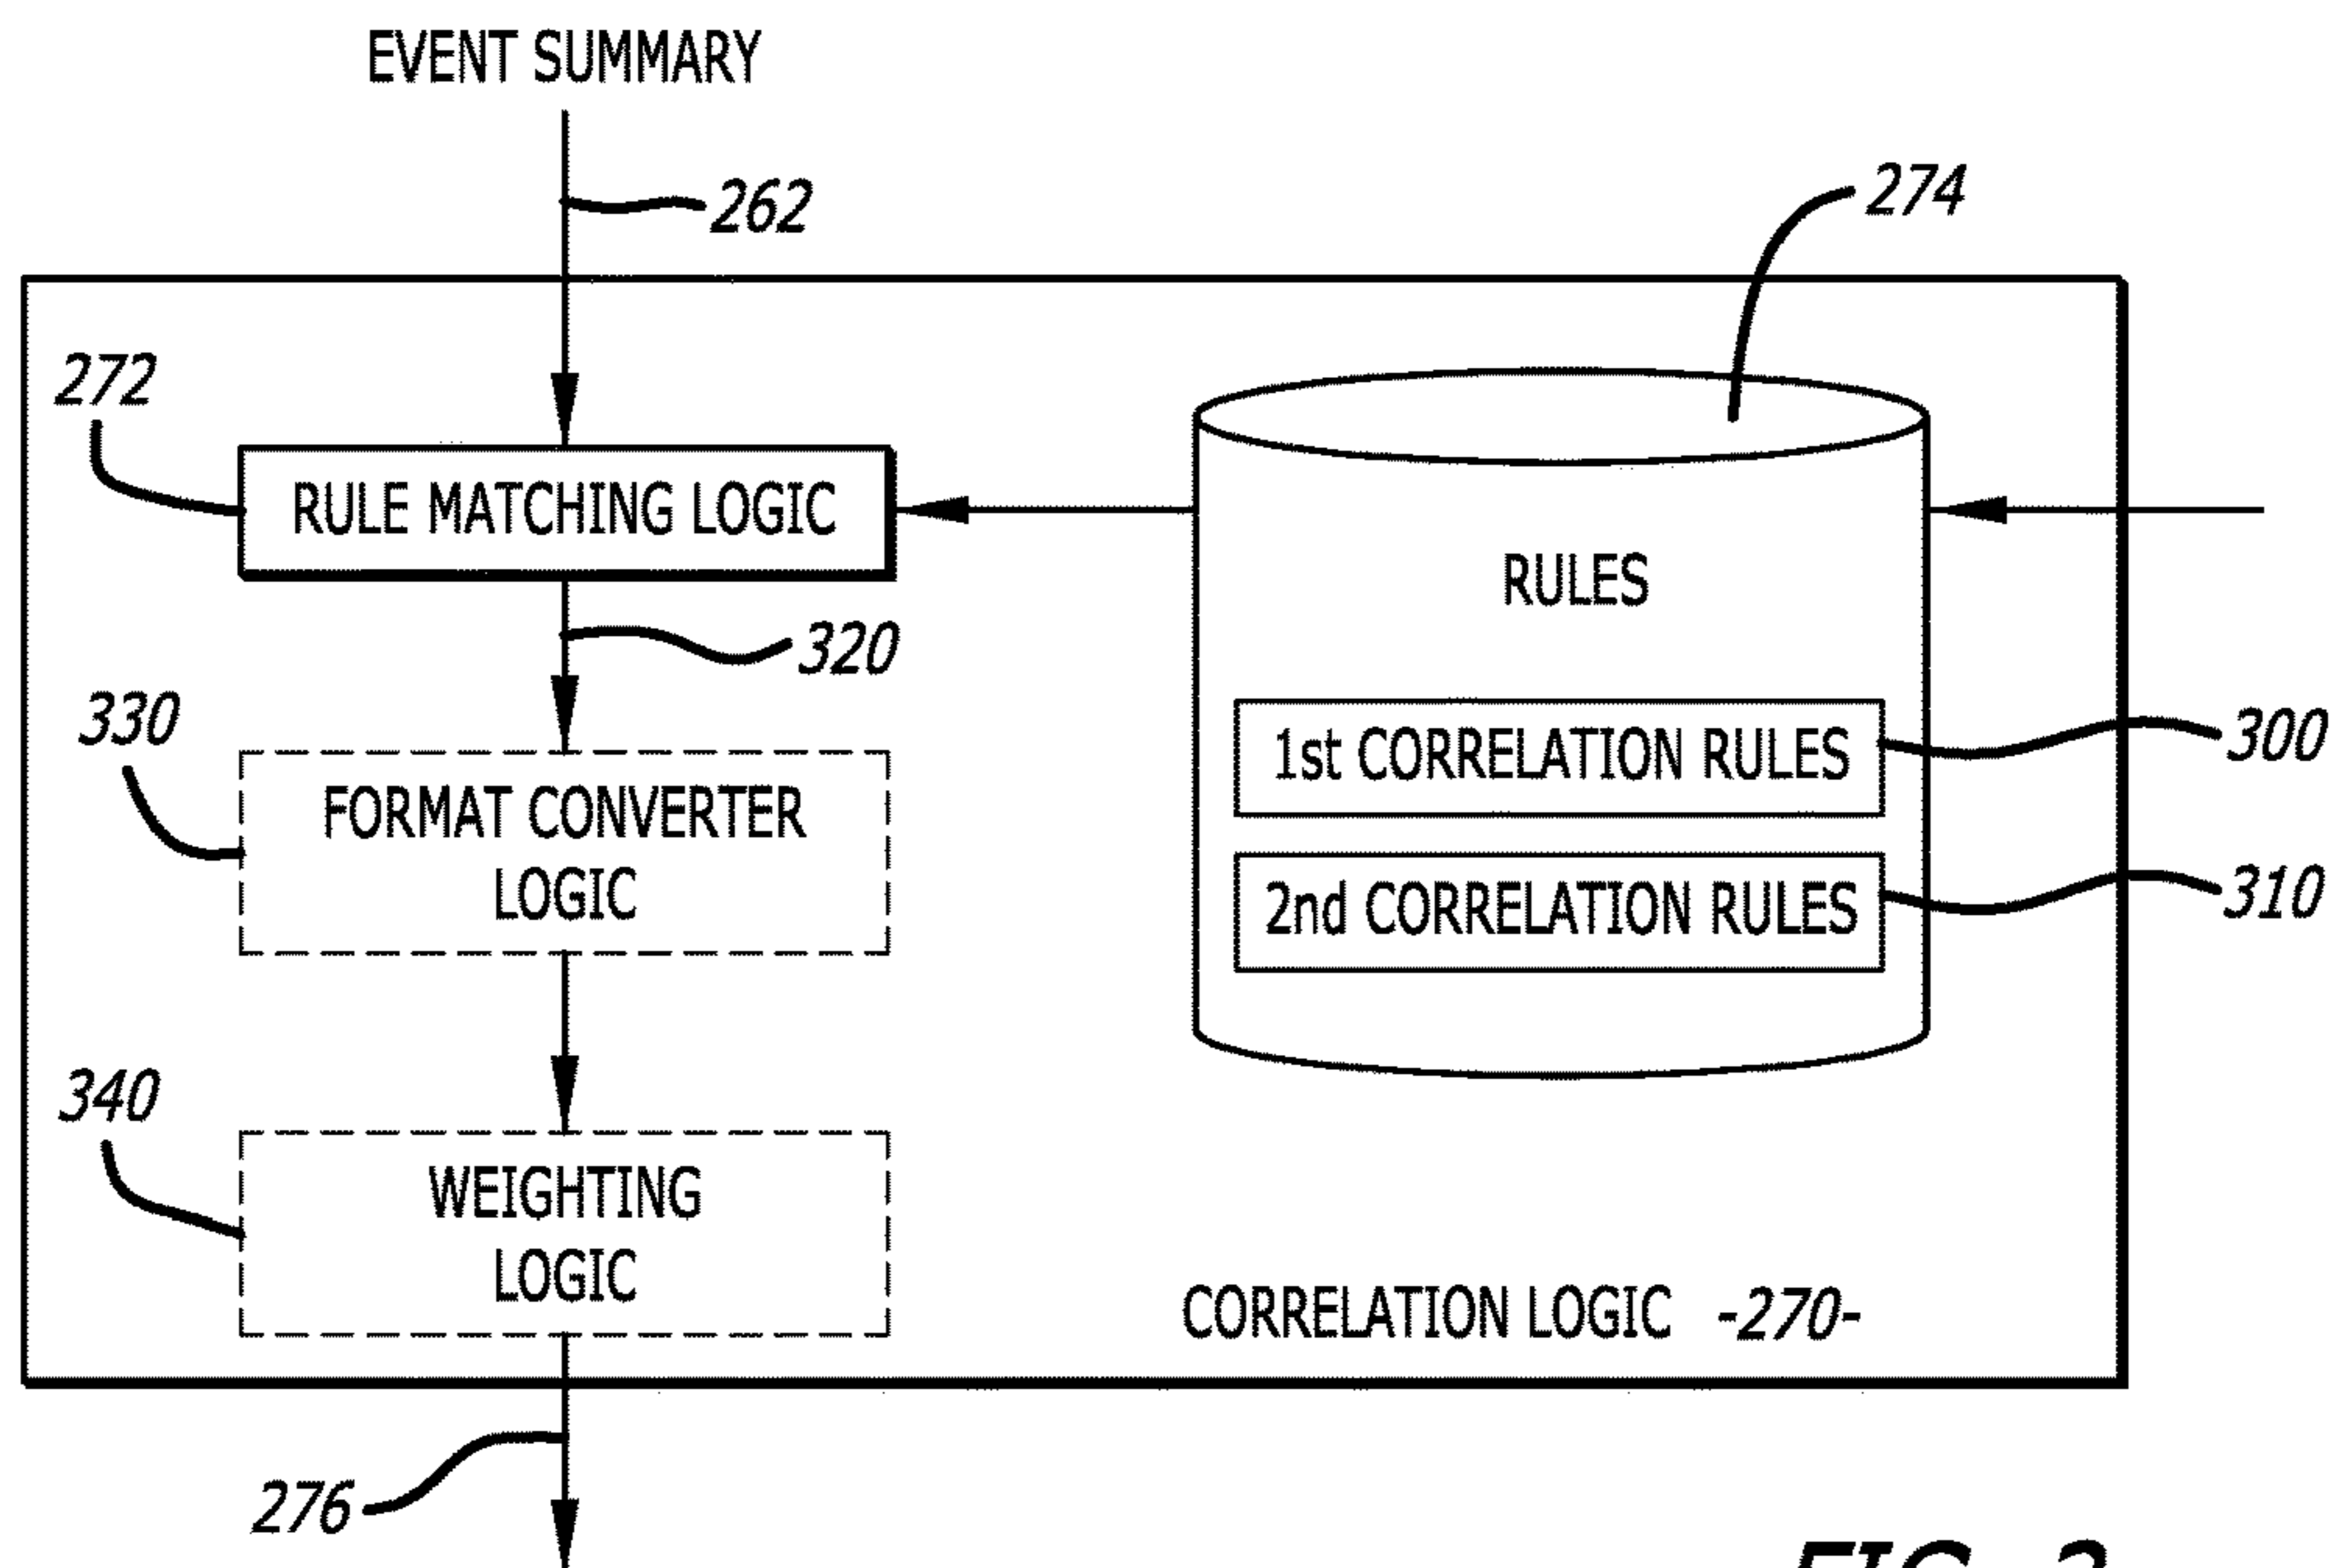 EVENT SUMMARY
262
274
272
RULE MATCHING LOGIC
RULES
320
330
1st CORRELATION RULES
300
FORMAT CONVERTER
LOGIC
2nd CORRELATION RULES
310
340
WEIGHTING
LOGIC
CORRELATION LOGIC -270-
276